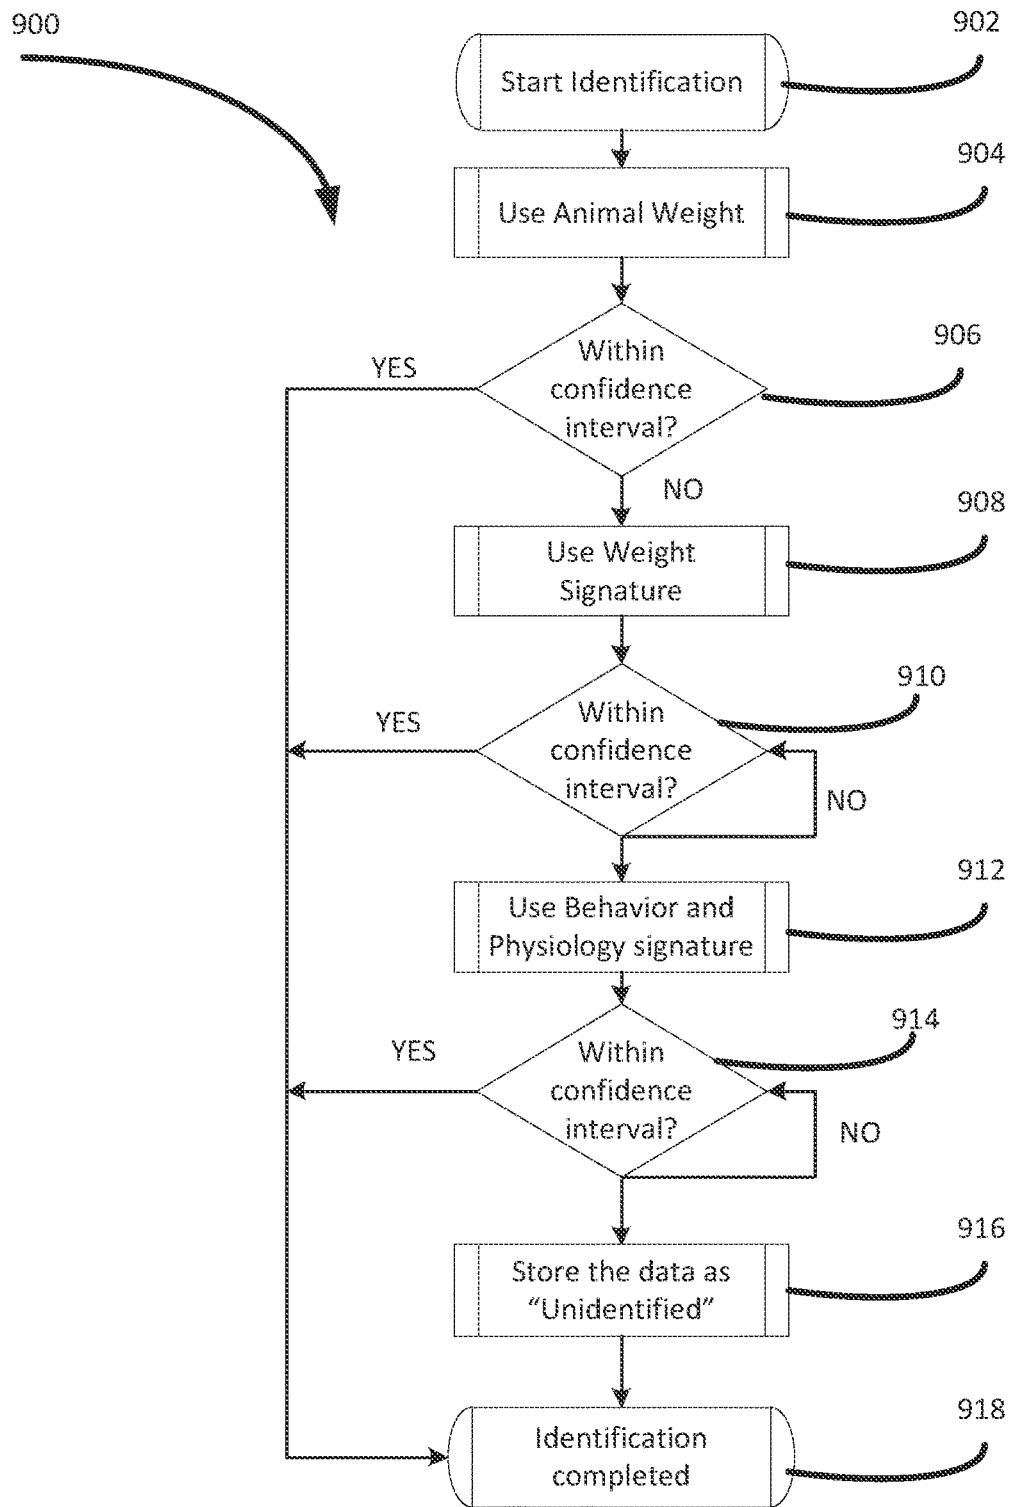 900
902
Start Identification
904
Use Animal Weight
906
Within
confidence
interval?
YES
NO
908
Use Weight
Signature
910
Within
confidence
interval?
YES
NO
912
Use Behavior and
Physiology signature
914
Within
confidence
interval?
YES
NO
916
Store the data as
“Unidentified”
918
Identification
completed